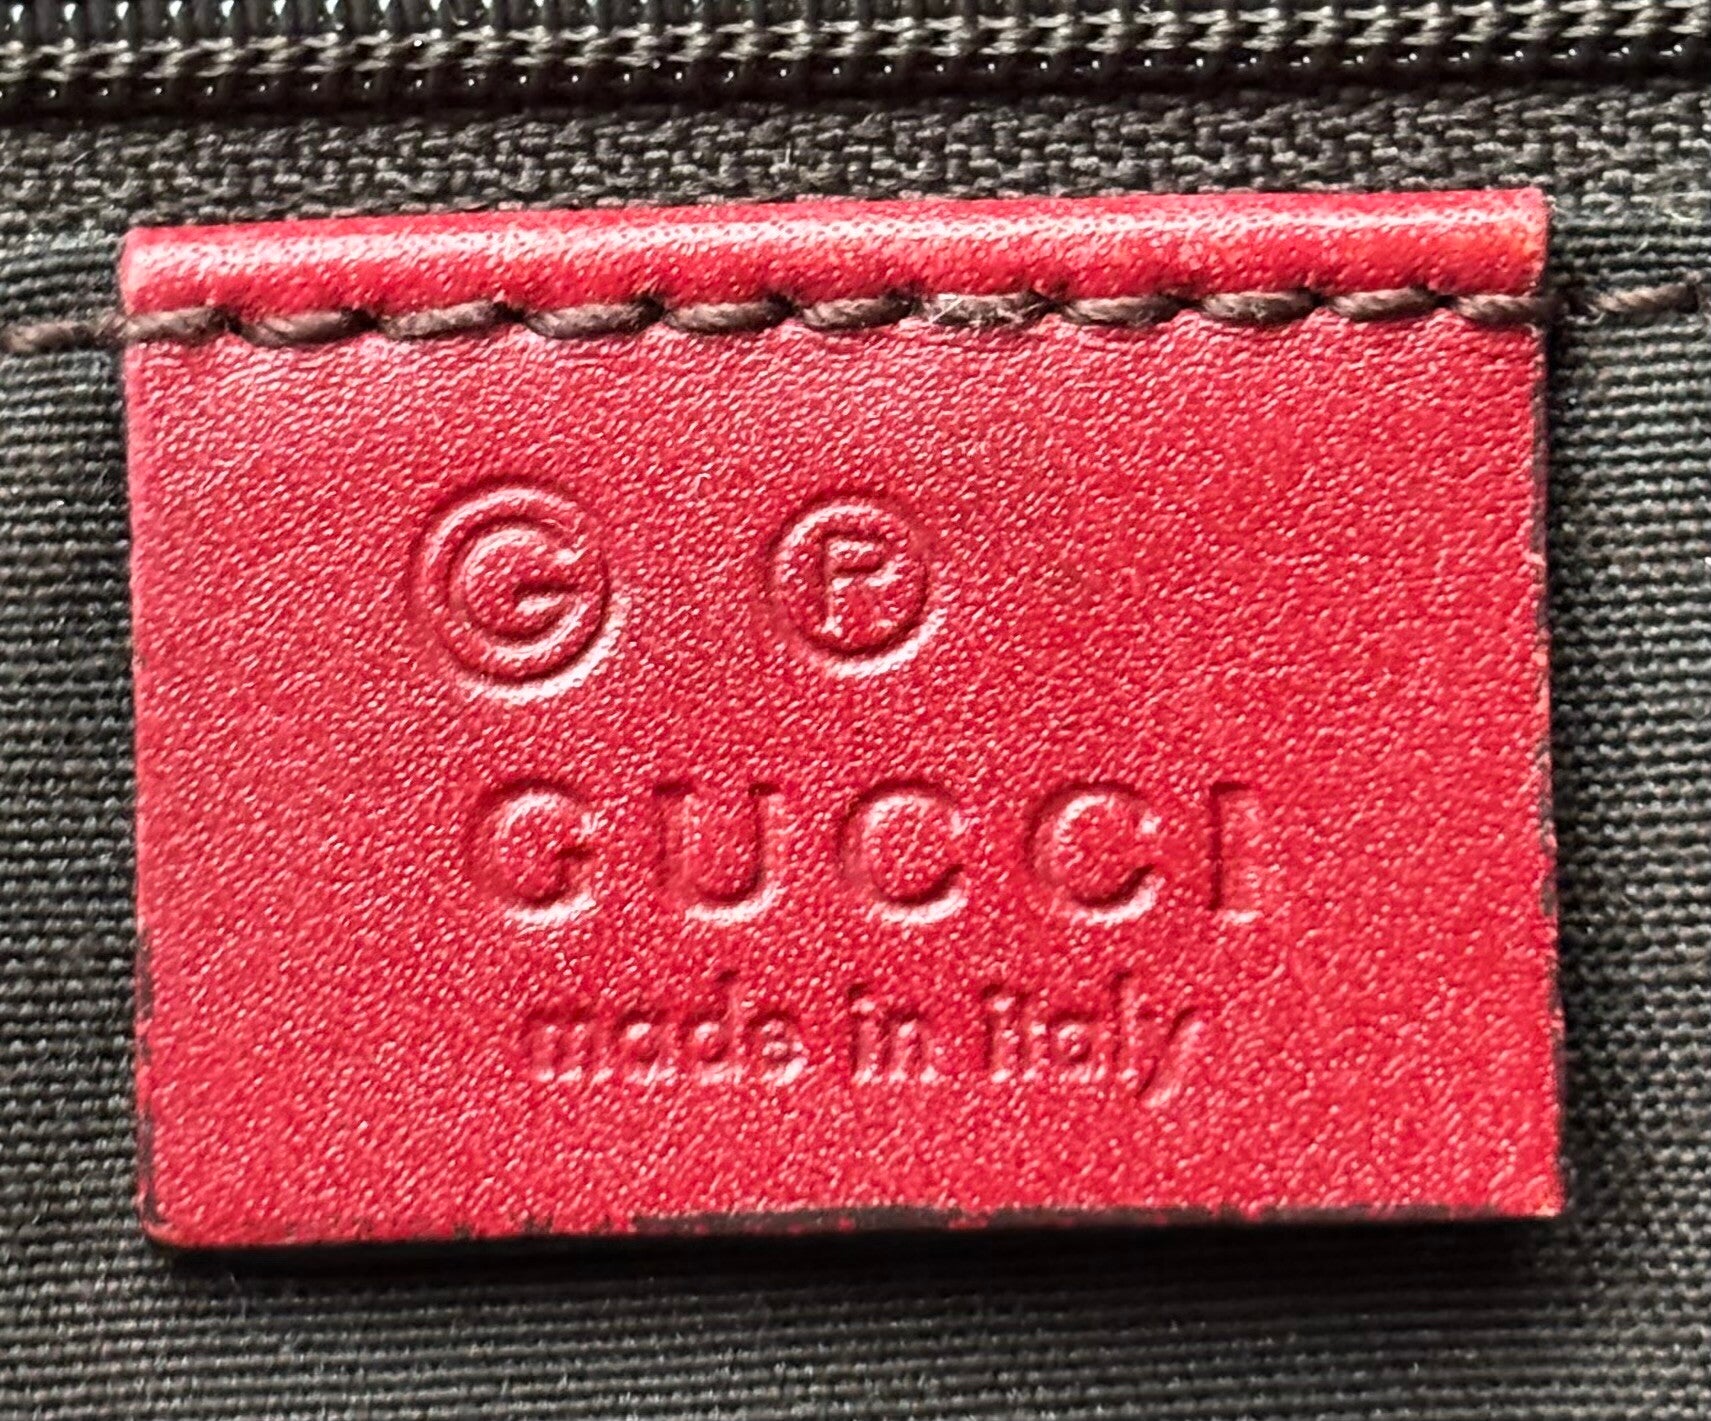 Ⓖ ®
GUCCI
made in italy